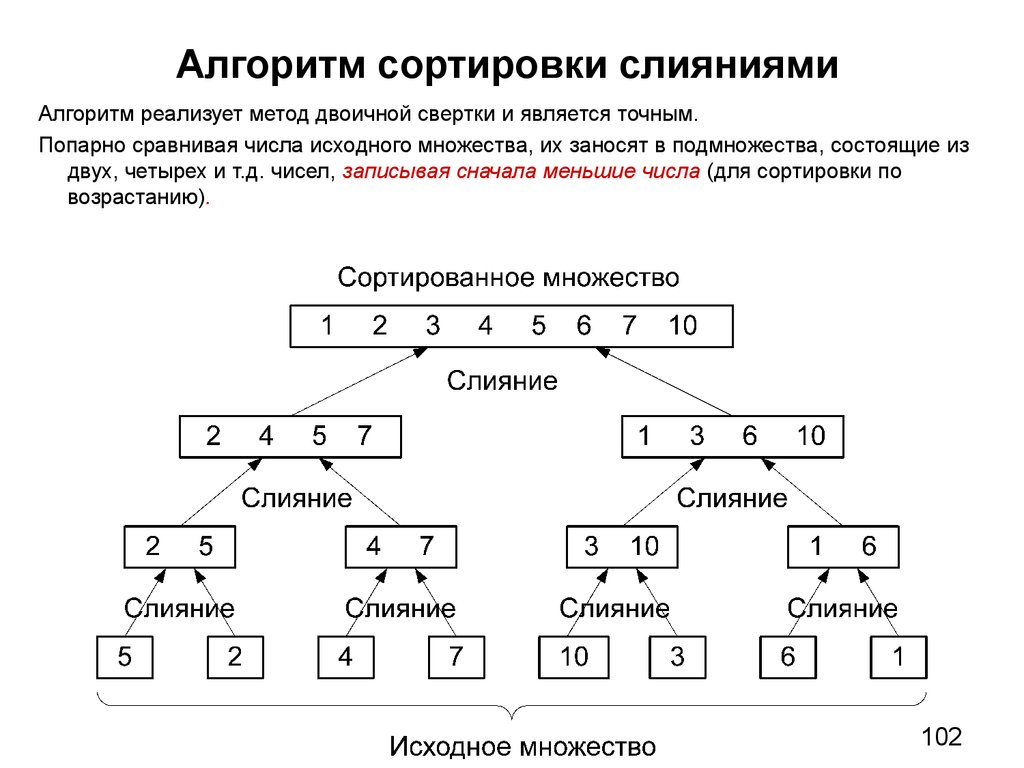 Алгоритм сортировки слияниями
Алгоритм реализует метод двоичной свертки и является точным.
Попарно сравнивая числа исходного множества, их заносят в подмножества, состоящие из
двух, четырех и т.д. чисел, записывая сначала меньшие числа (для сортировки по
возрастанию).
Сортированное множество
1 2 3 4 5 6 7 10
Слияние
2 4 5 7 1 3 6 10
Слияние Слияние
2 5 4 7 3 10 1 6
Слияние Слияние Слияние Слияние
5 2 4 7 10 3 6 1
Исходное множество
102